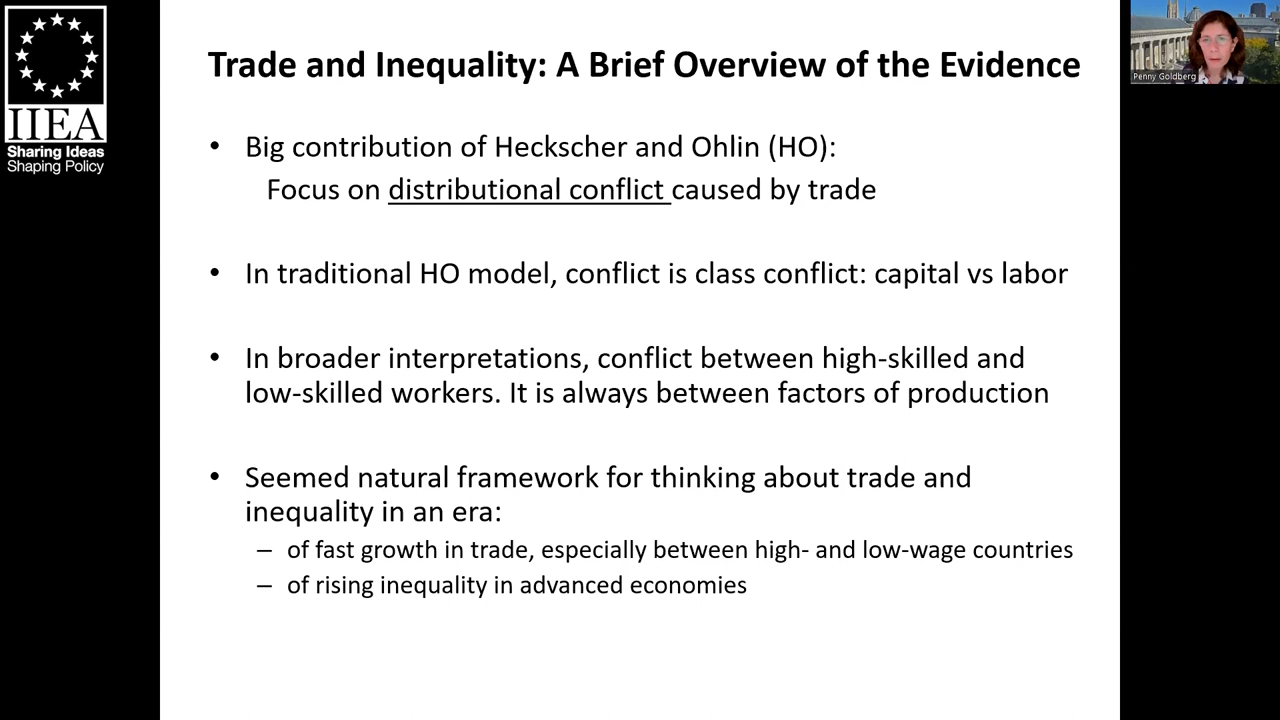 IIEA
Sharing Ideas
Shaping Policy
Trade and Inequality: A Brief Overview of the Evidence
Penny Goldberg
• Big contribution of Heckscher and Ohlin (HO):
Focus on distributional conflict caused by trade
• In traditional HO model, conflict is class conflict: capital vs labor
• In broader interpretations, conflict between high-skilled and
low-skilled workers. It is always between factors of production
• Seemed natural framework for thinking about trade and
inequality in an era:
– of fast growth in trade, especially between high- and low-wage countries
– of rising inequality in advanced economies